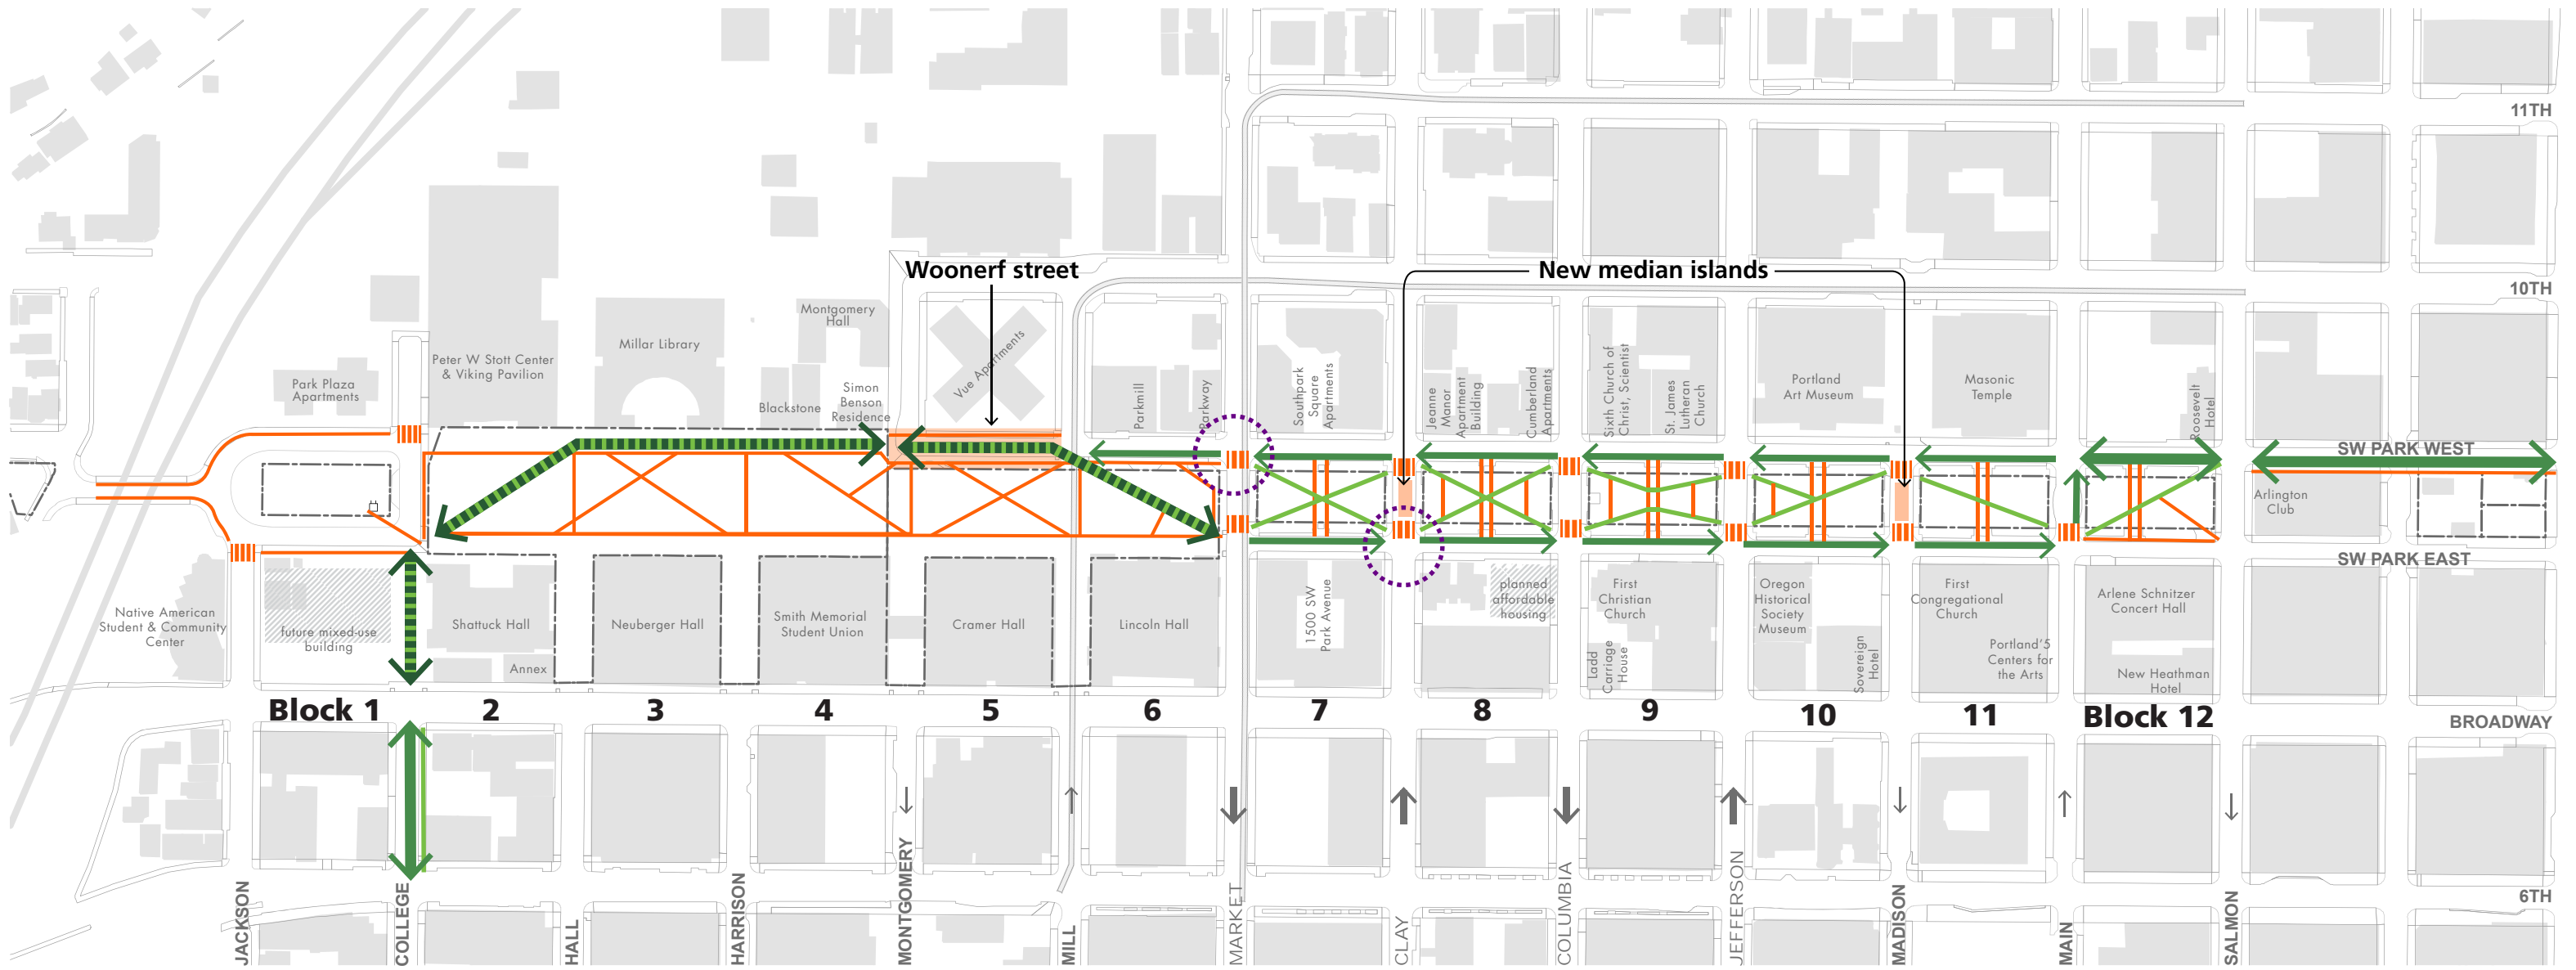 11TH
Woonerf street
New median islands
10TH
Montgomery
Hall
Millar Library
Peter W Stott Center
& Viking Pavilion
Park Plaza
Apartments
Blackstone
Simon
Benson
Residence
Vue Apartments
Parkmill
Parkway
Southpark
Square
Apartments
Jeanne
Manor
Apartment
Building
Cumberland
Apartments
Sixth Church of
Christ, Scientist
St. James
Lutheran
Church
Portland
Art Museum
Masonic
Temple
Roosevelt
Hotel
SW PARK WEST
Arlington
Club
SW PARK EAST
Native American
Student & Community
Center
future mixed-use
building
Shattuck Hall
Annex
Neuberger Hall
Smith Memorial
Student Union
Cramer Hall
Lincoln Hall
1500 SW
Park Avenue
planned
affordable
housing
First
Christian
Church
Ladd
Carriage
House
Oregon
Historical
Society
Museum
Sovereign
Hotel
First
Congregational
Church
Portland'5
Centers for
the Arts
Arlene Schnitzer
Concert Hall
New Heathman
Hotel
Block 1
2
3
4
5
6
7
8
9
10
11
Block 12
BROADWAY
6TH
JACKSON
COLLEGE
HALL
HARRISON
MONTGOMERY
MILL
MARKET
CLAY
COLUMBIA
JEFFERSON
MADISON
MAIN
SALMON